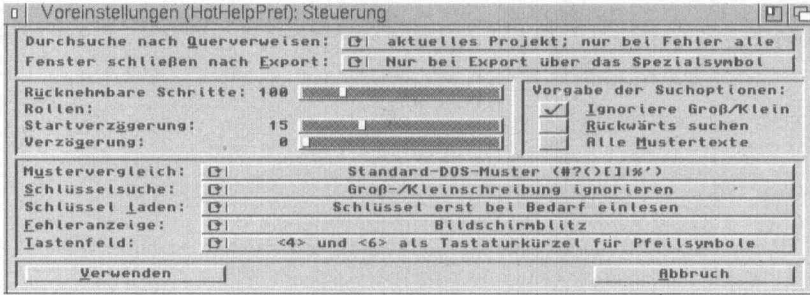 Voreinstellungen (HotHelpPref): Steuerung
Durchsuche nach Querverweisen: aktuelles Projekt; nur bei Fehler alle
Fenster schließen nach Export: Nur bei Export über das Spezialsymbol
Rücknehmbare Schritte: 100
Rollen:
Startverzögerung: 15
Verzögerung: 0
Vorgabe der Suchoptionen:
Ignoriere Groß/Klein
Rückwärts suchen
Alle Mustertexte
Mustervergleich: Standard-DOS-Muster (#?()[]|%')
Schlüsselsuche: Groß-/Kleinschreibung ignorieren
Schlüssel laden: Schlüssel erst bei Bedarf einlesen
Fehleranzeige: Bildschirmblitz
Tastenfeld: <4> und <6> als Tastaturkürzel für Pfeilsymbole
Verwenden Abbruch